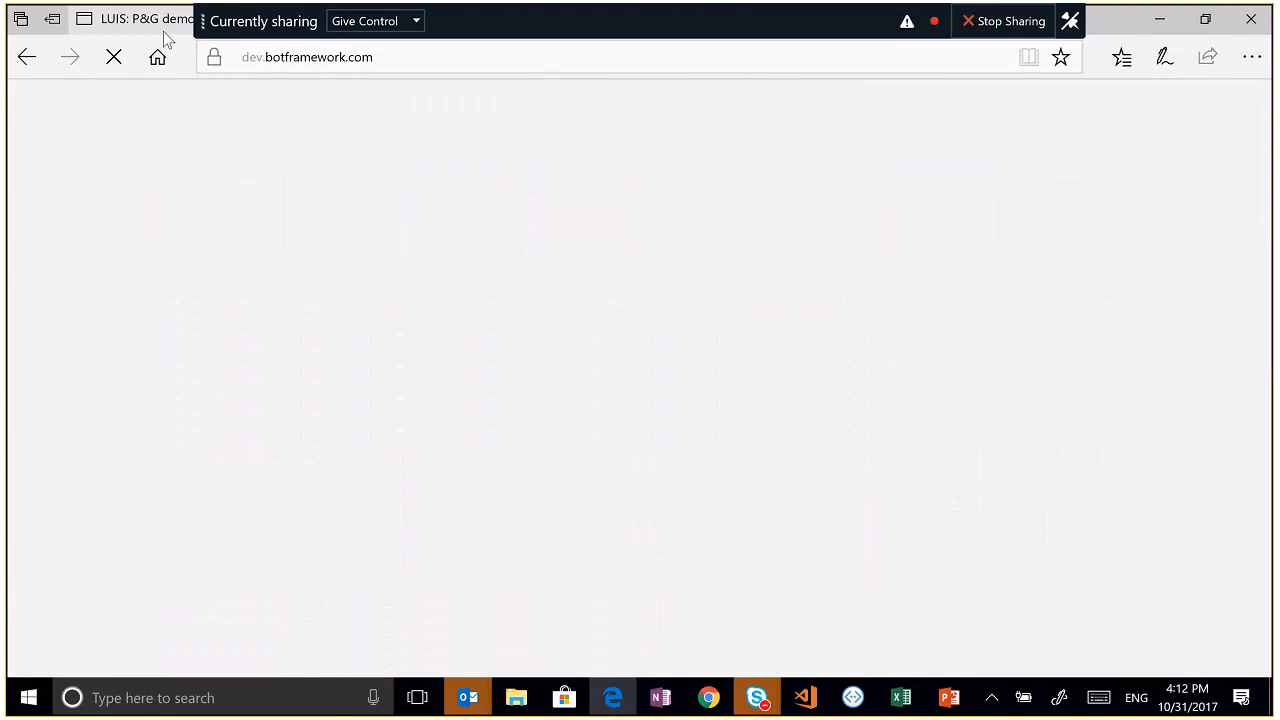 LUIS: P&G demo
Currently sharing
Give Control
Stop Sharing
dev.botframework.com
Type here to search
ENG
4:12 PM
10/31/2017